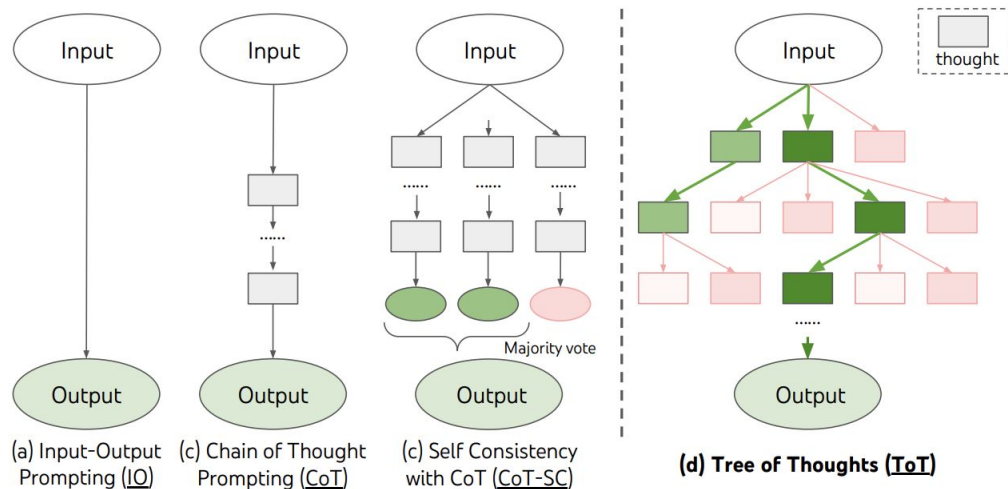 Input
Input
Input
Input
thought
......
......
......
......
......
Majority vote
Output
Output
Output
Output
(a) Input-Output
Prompting (IO)
(c) Chain of Thought
Prompting (CoT)
(c) Self Consistency
with CoT (CoT-SC)
(d) Tree of Thoughts (ToT)